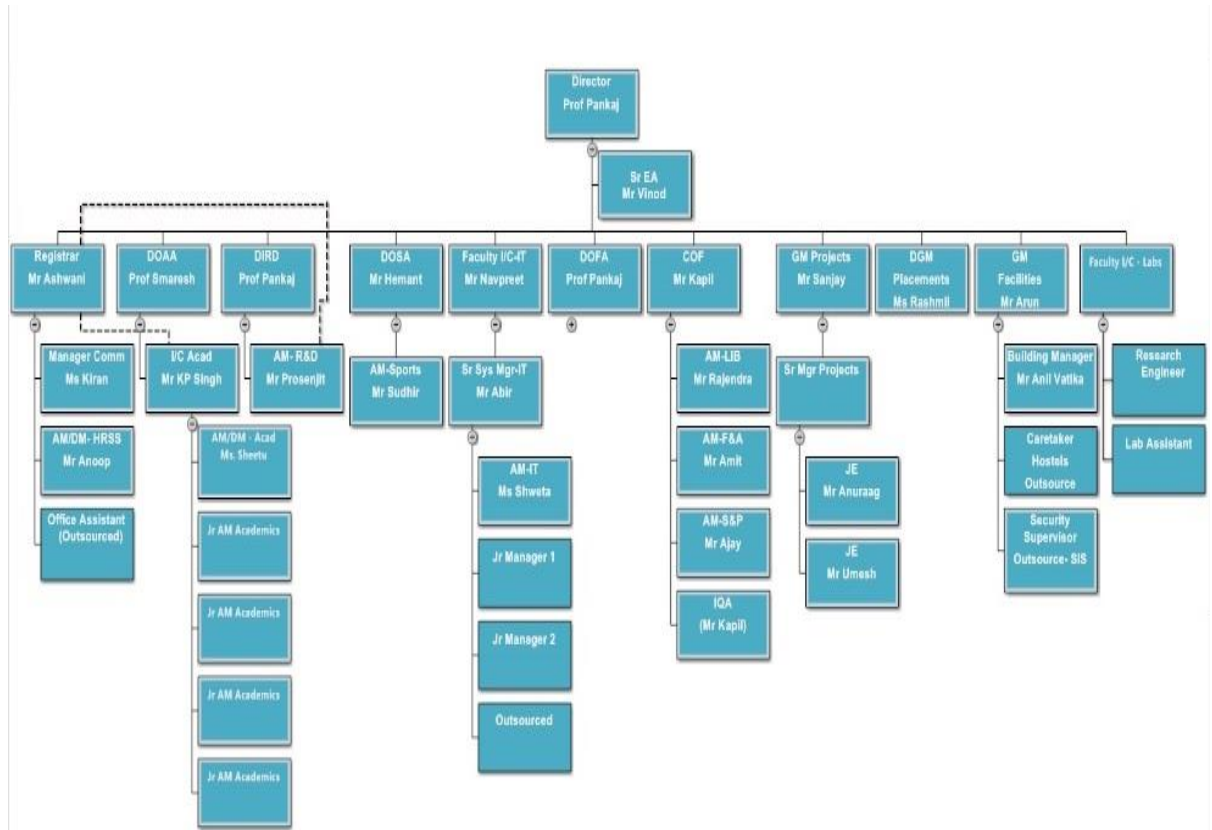 Director
Prof Pankaj
Sr EA
Mr Vinod
Registrar
Mr Ashwani
DOAA
Prof Smaresh
DIRD
Prof Pankaj
DOSA
Mr Hemant
Faculty I/C-IT
Mr Navpreet
DOFA
Prof Pankaj
COF
Mr Kapil
GM Projects
Mr Sanjay
DGM
Placements
Ms Rashmil
GM
Facilities
Mr Arun
Faculty I/C - Labs
Manager Comm
Ms Kiran
I/C Acad
Mr KP Singh
AM- R&D
Mr Prosenjit
AM-Sports
Mr Sudhir
Sr Sys Mgr-IT
Mr Abir
AM-LIB
Mr Rajendra
Sr Mgr Projects
Building Manager
Mr Anil Vatika
Research
Engineer
AM/DM- HRSS
Mr Anoop
AM/DM - Acad
Ms. Sheetu
AM-F&A
Mr Amit
Caretaker
Hostels
Outsource
Lab Assistant
AM-IT
Ms Shweta
JE
Mr Anuraag
Office Assistant
(Outsourced)
Jr AM Academics
Jr Manager 1
AM-S&P
Mr Ajay
JE
Mr Umesh
Security
Supervisor
Outsource- SIS
Jr AM Academics
Jr Manager 2
IQA
(Mr Kapil)
Jr AM Academics
Outsourced
Jr AM Academics